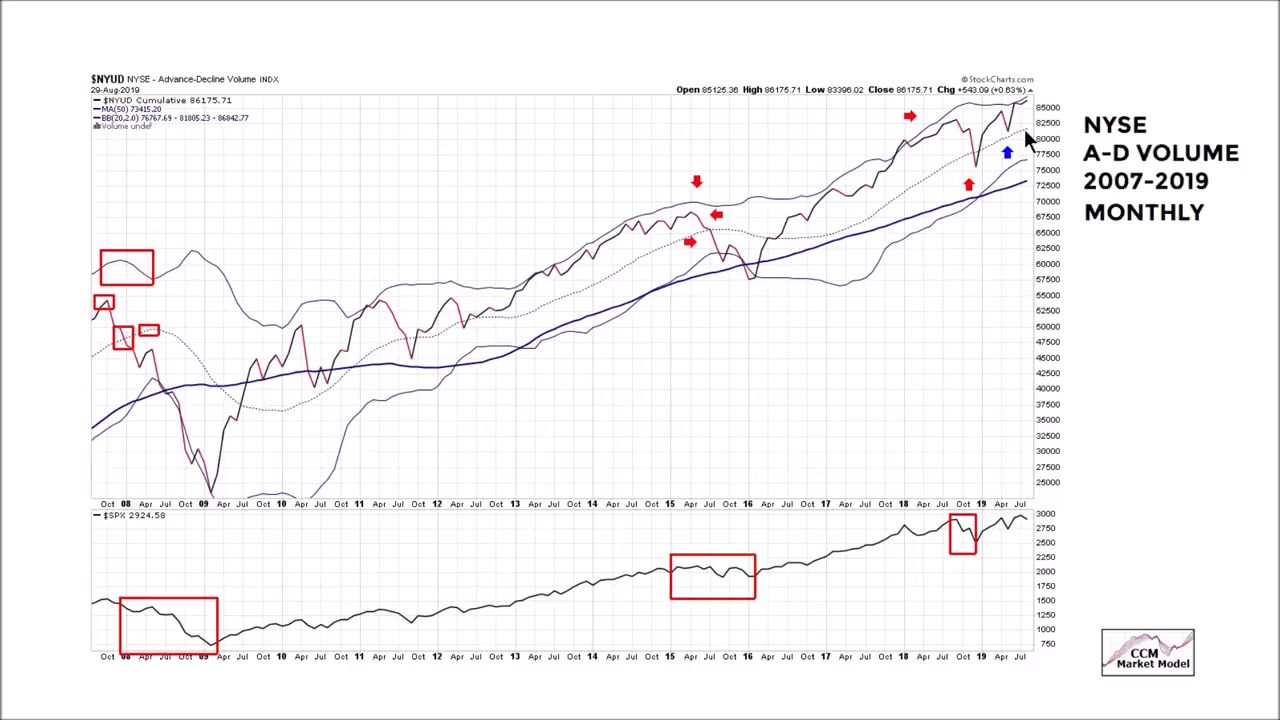 $NYUD NYSE - Advance-Decline Volume INDX
© StockCharts.com
29-Aug-2019
Open 85125.36 High 86175.71 Low 83396.02 Close 86175.71 Chg +543.09 (+0.63%)
$NYUD Cumulative 86175.71
MA(50) 73415.20
BB(20,2.0) 76767.69 - 81805.23 - 86842.77
Volume undef
85000
82500
80000
77500
75000
72500
70000
67500
65000
62500
60000
57500
55000
52500
50000
47500
45000
42500
40000
37500
35000
32500
30000
27500
25000
Oct 08 Apr Jul Oct 09 Apr Jul Oct 10 Apr Jul Oct 11 Apr Jul Oct 12 Apr Jul Oct 13 Apr Jul Oct 14 Apr Jul Oct 15 Apr Jul Oct 16 Apr Jul Oct 17 Apr Jul Oct 18 Apr Jul Oct 19 Apr Jul
$SPX 2924.58
3000
2750
2500
2250
2000
1750
1500
1250
1000
750
Oct 08 Apr Jul Oct 09 Apr Jul Oct 10 Apr Jul Oct 11 Apr Jul Oct 12 Apr Jul Oct 13 Apr Jul Oct 14 Apr Jul Oct 15 Apr Jul Oct 16 Apr Jul Oct 17 Apr Jul Oct 18 Apr Jul Oct 19 Apr Jul
NYSE
A-D VOLUME
2007-2019
MONTHLY
CCM
Market Model